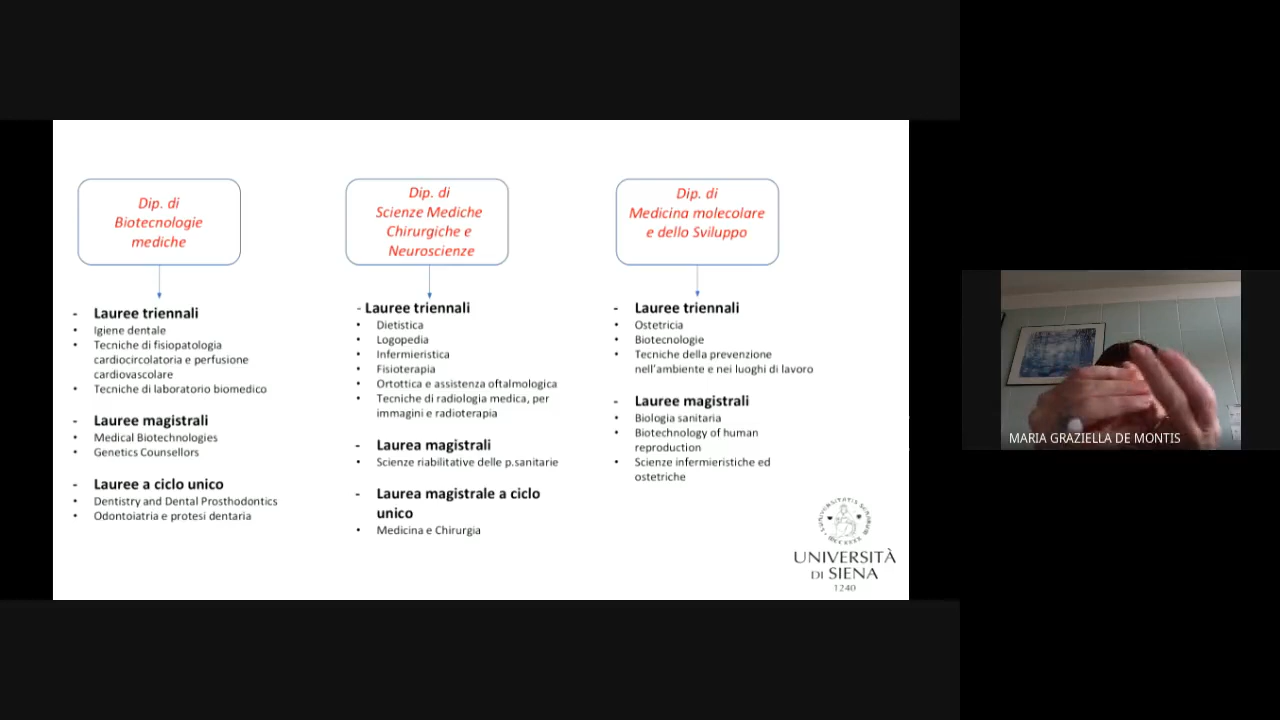 Dip. di
Biotecnologie
mediche
- Lauree triennali
• Igiene dentale
• Tecniche di fisiopatologia
cardiocircolatoria e perfusione
cardiovascolare
• Tecniche di laboratorio biomedico
- Lauree magistrali
• Medical Biotechnologies
• Genetics Counsellors
- Lauree a ciclo unico
• Dentistry and Dental Prosthodontics
• Odontoiatria e protesi dentaria
Dip. di
Scienze Mediche
Chirurgiche e
Neuroscienze
- Lauree triennali
• Dietistica
• Logopedia
• Infermieristica
• Fisioterapia
• Ortottica e assistenza oftalmologica
• Tecniche di radiologia medica, per
immagini e radioterapia
- Laurea magistrali
• Scienze riabilitative delle p.sanitarie
- Laurea magistrale a ciclo
unico
• Medicina e Chirurgia
Dip. di
Medicina molecolare
e dello Sviluppo
- Lauree triennali
• Ostetricia
• Biotecnologie
• Tecniche della prevenzione
nell'ambiente e nei luoghi di lavoro
- Lauree magistrali
• Biologia sanitaria
• Biotechnology of human
reproduction
• Scienze infermieristiche ed
ostetriche
UNIVERSITÀ
DI SIENA
1240
MARIA GRAZIELLA DE MONTIS